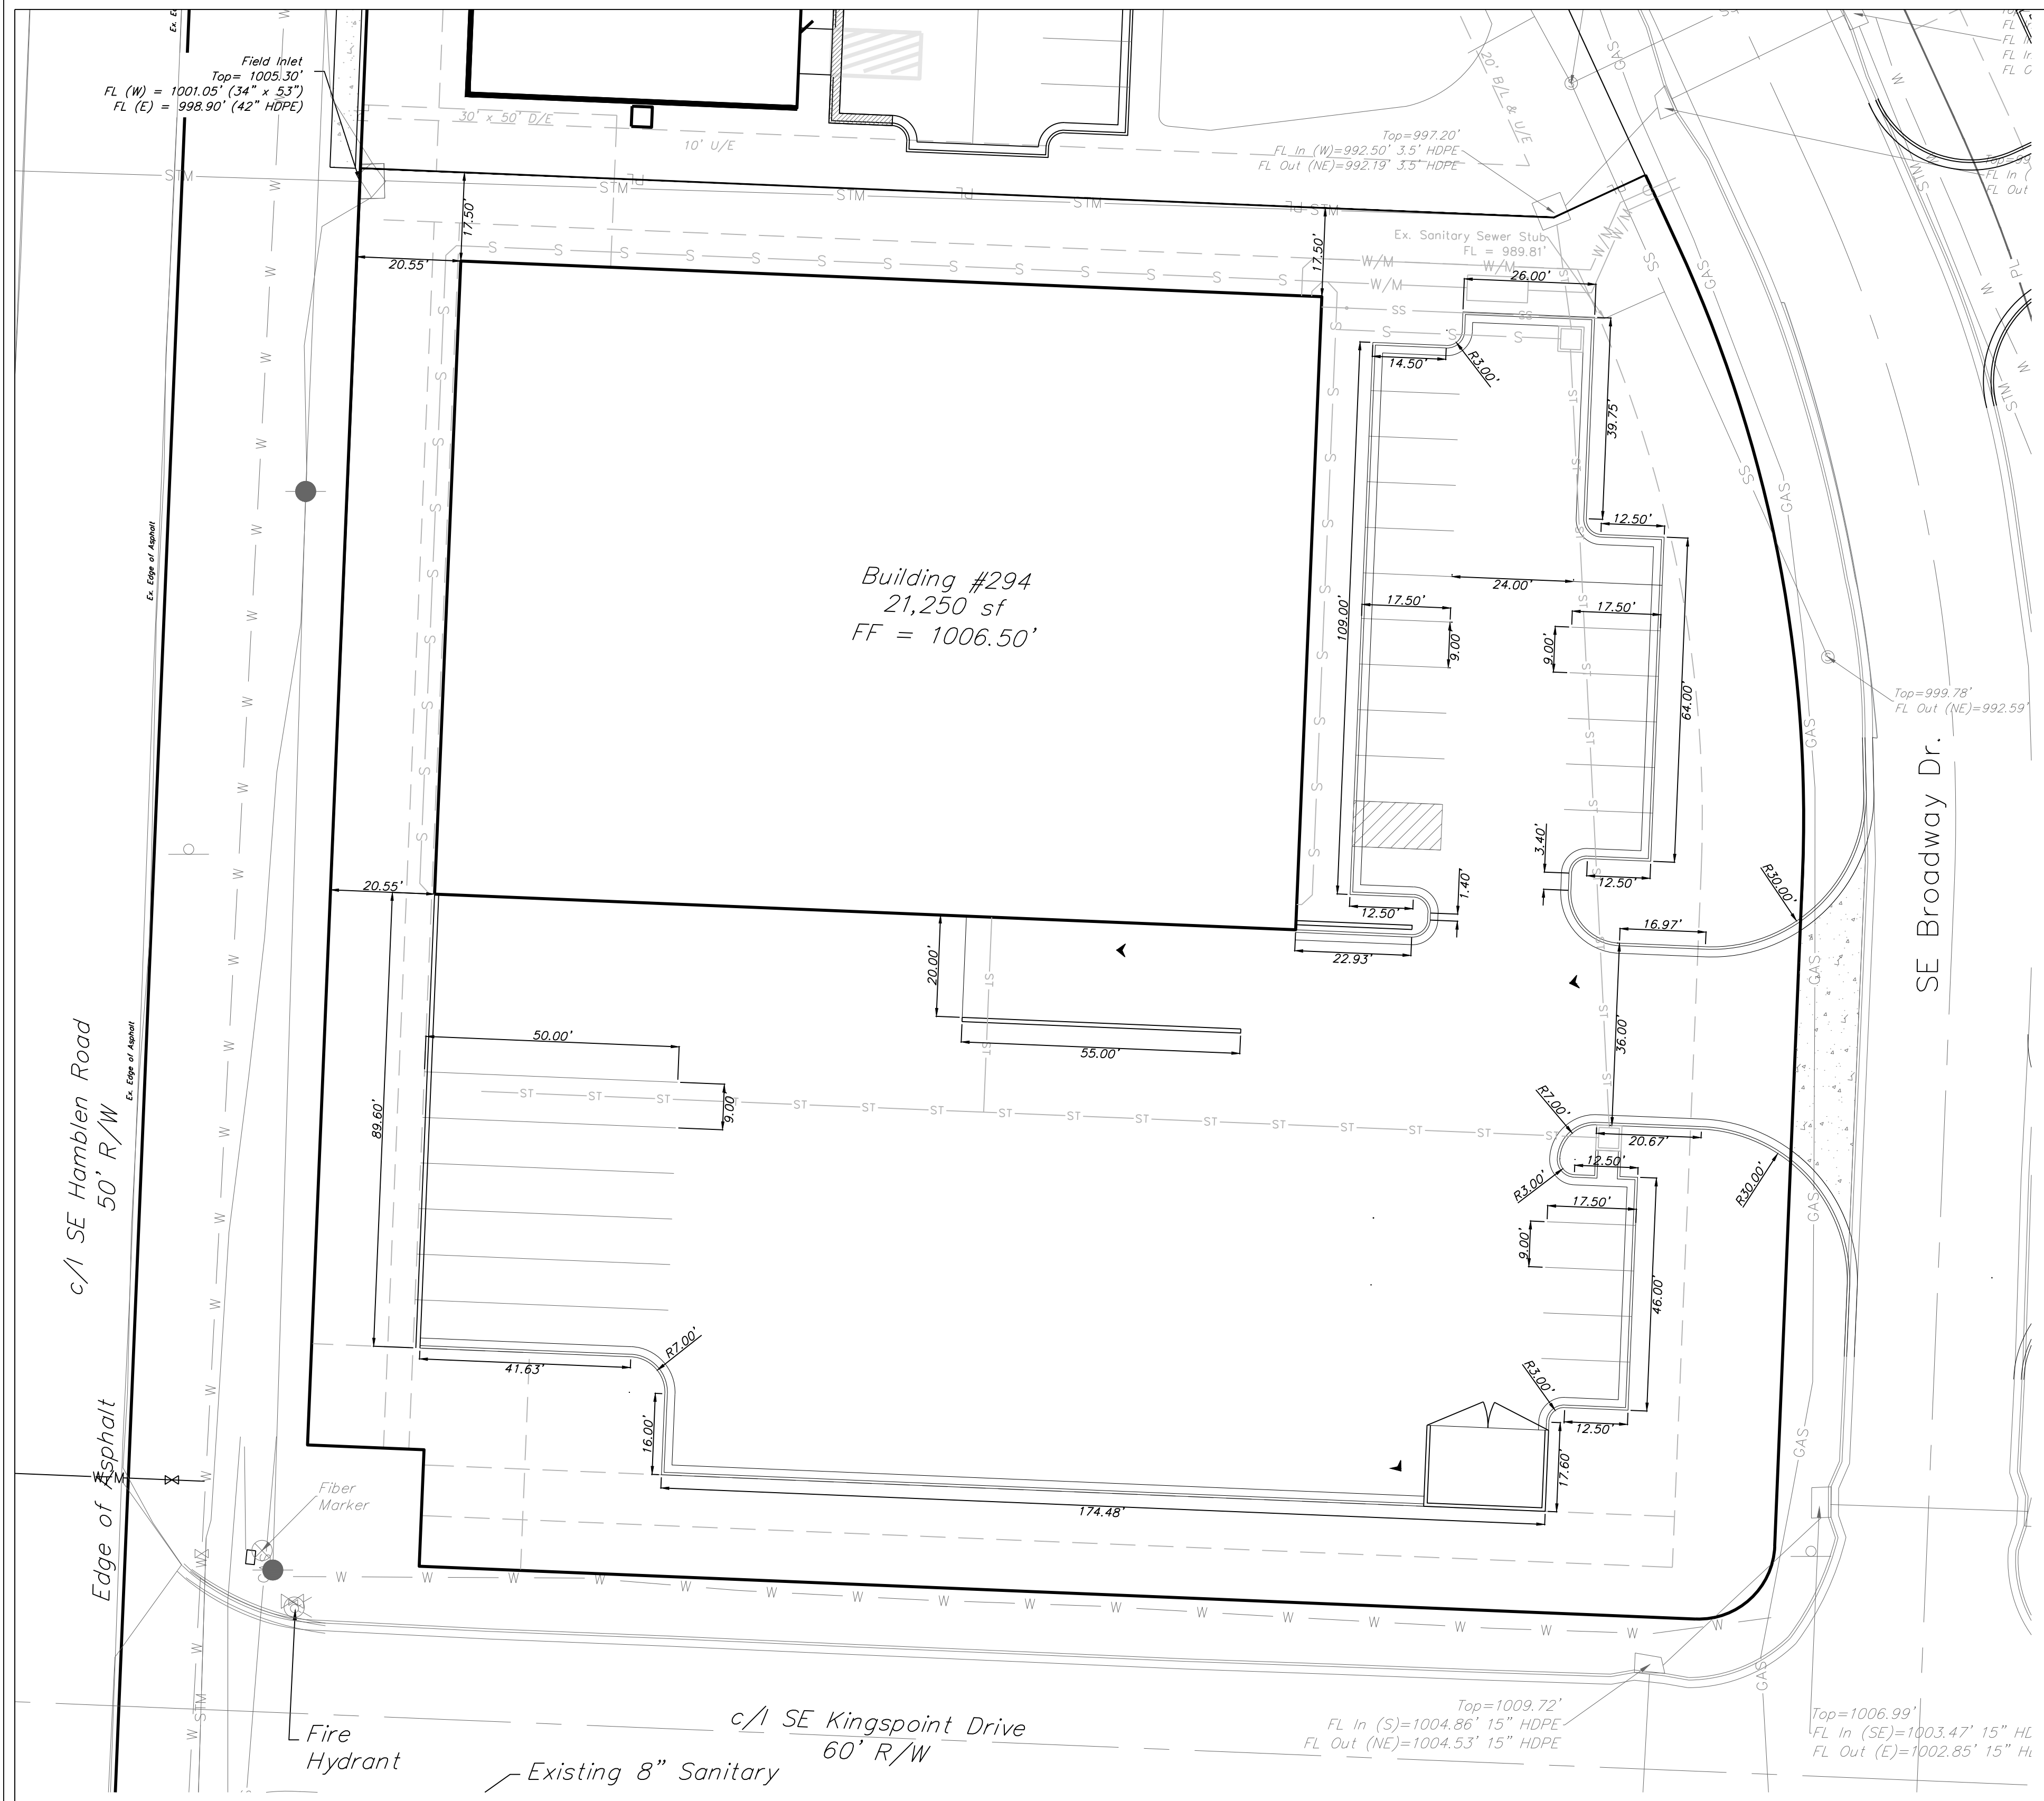 Field Inlet
Top= 1005.30'
FL (W) = 1001.05' (34" x 53")
FL (E) = 998.90' (42" HDPE)
30' x 50' D/E
10' U/E
20' B/L & U/E
Top=997.20'
FL In (W)=992.50' 3.5' HDPE
FL Out (NE)=992.19' 3.5' HDPE
Ex. Sanitary Sewer Stub
FL = 989.81'
STM
STM
STM
STM
STM
PL
PL
PL
17.50'
17.50'
20.55'
26.00'
14.50'
R3.00'
39.75'
12.50'
24.00'
17.50'
17.50'
9.00'
9.00'
109.00'
64.00'
Building #294
21,250 sf
FF = 1006.50'
Ex. Edge of Asphalt
Top=999.78'
FL Out (NE)=992.59'
SE Broadway Dr.
3.40'
12.50'
1.40'
12.50'
R30.00'
16.97'
22.93'
20.55'
20.00'
55.00'
36.00'
50.00'
9.00'
89.60'
R7.00'
20.67'
12.50'
R3.00'
17.50'
9.00'
46.00'
R30.00'
Ex. Edge of Asphalt
c/l SE Hamblen Road
50' R/W
41.63'
R7.00'
16.00'
R3.00'
12.50'
17.60'
174.48'
Edge of Asphalt
W/M
Fiber
Marker
Fire
Hydrant
c/l SE Kingspoint Drive
60' R/W
Existing 8" Sanitary
Top=1009.72'
FL In (S)=1004.86' 15" HDPE
FL Out (NE)=1004.53' 15" HDPE
Top=1006.99'
FL In (SE)=1003.47' 15"
FL Out (E)=1002.85' 15"